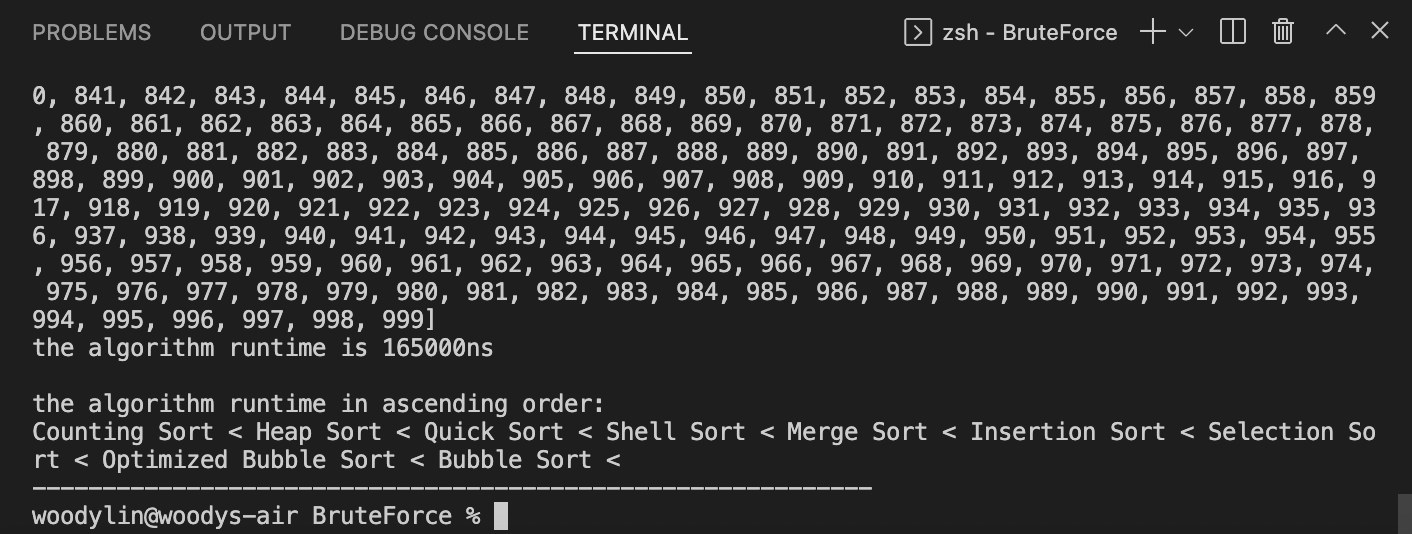 PROBLEMS OUTPUT DEBUG CONSOLE TERMINAL zsh - BruteForce
0, 841, 842, 843, 844, 845, 846, 847, 848, 849, 850, 851, 852, 853, 854, 855, 856, 857, 858, 859
, 860, 861, 862, 863, 864, 865, 866, 867, 868, 869, 870, 871, 872, 873, 874, 875, 876, 877, 878,
 879, 880, 881, 882, 883, 884, 885, 886, 887, 888, 889, 890, 891, 892, 893, 894, 895, 896, 897,
898, 899, 900, 901, 902, 903, 904, 905, 906, 907, 908, 909, 910, 911, 912, 913, 914, 915, 916, 9
17, 918, 919, 920, 921, 922, 923, 924, 925, 926, 927, 928, 929, 930, 931, 932, 933, 934, 935, 93
6, 937, 938, 939, 940, 941, 942, 943, 944, 945, 946, 947, 948, 949, 950, 951, 952, 953, 954, 955
, 956, 957, 958, 959, 960, 961, 962, 963, 964, 965, 966, 967, 968, 969, 970, 971, 972, 973, 974,
 975, 976, 977, 978, 979, 980, 981, 982, 983, 984, 985, 986, 987, 988, 989, 990, 991, 992, 993,
994, 995, 996, 997, 998, 999]
the algorithm runtime is 165000ns
the algorithm runtime in ascending order:
Counting Sort < Heap Sort < Quick Sort < Shell Sort < Merge Sort < Insertion Sort < Selection So
rt < Optimized Bubble Sort < Bubble Sort <
------------------------------------------------------------
woodylin@woodys-air BruteForce %